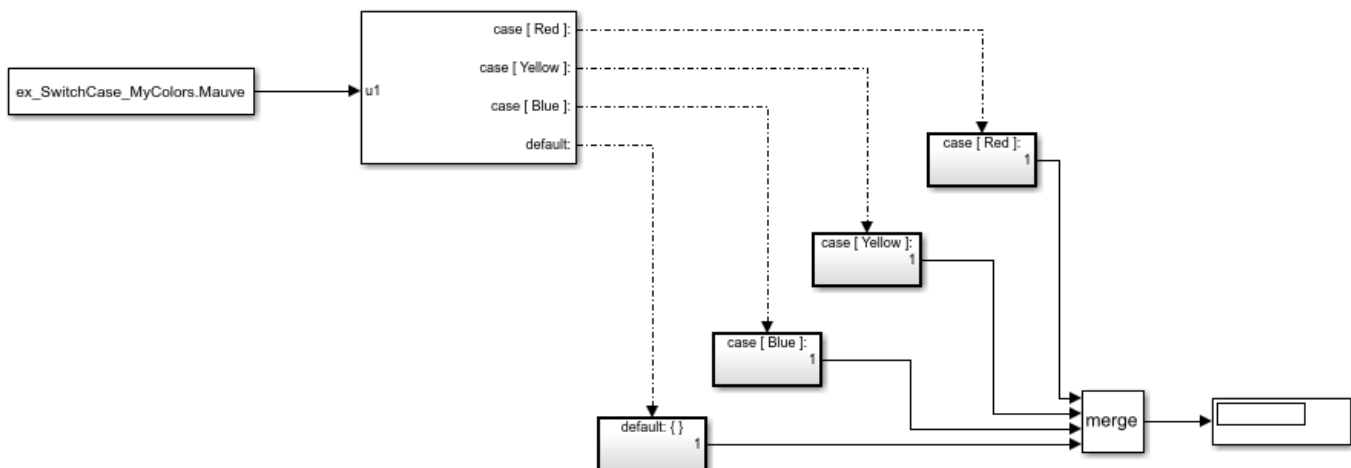 case [ Red ]:
case [ Yellow ]:
ex_SwitchCase_MyColors.Mauve
u1
case [ Blue ]:
default:
case [ Red ]:
1
case [ Yellow ]:
1
case [ Blue ]:
1
default: { }
1
merge